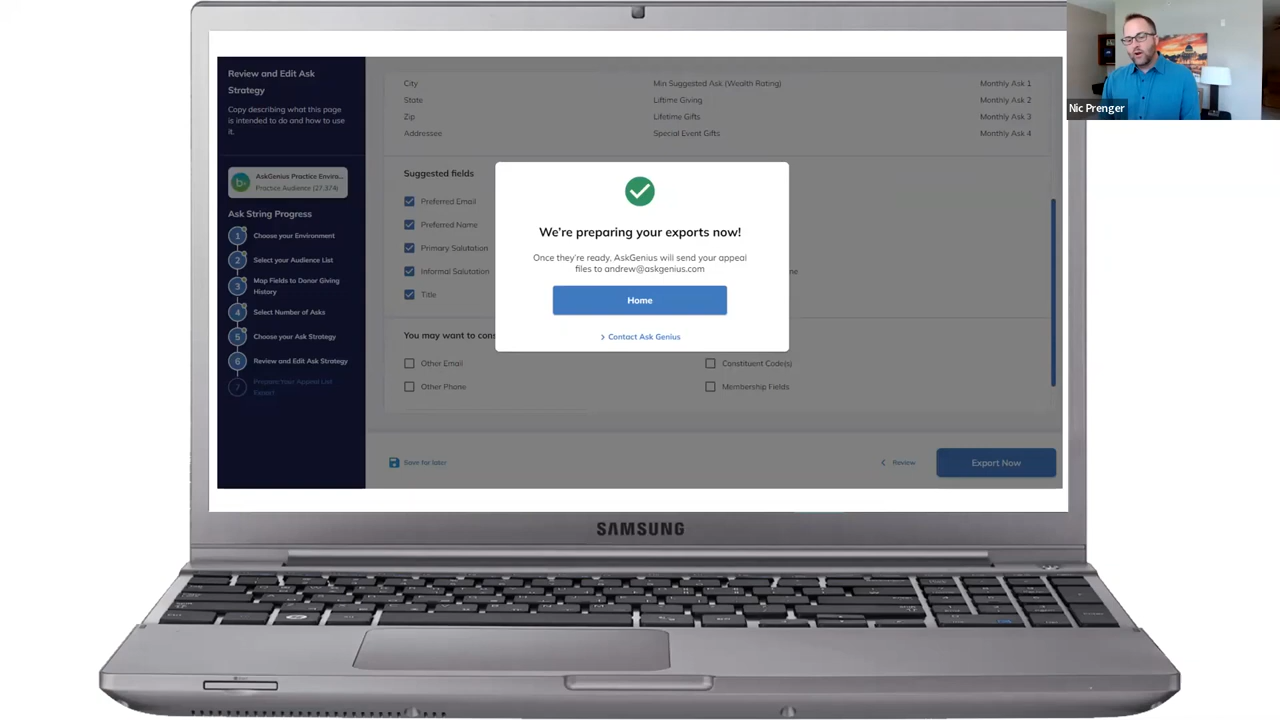 Nic Prenger
Review and Edit Ask
Strategy
Copy describing what this page
is intended to do and how to use
it.
AskGenius Practice Enviro...
Practice Audience (27,374)
Ask String Progress
1 Choose your Environment
2 Select your Audience List
3 Map Fields to Donor Giving
History
4 Select Number of Asks
5 Choose your Ask Strategy
6 Review and Edit Ask Strategy
7 Prepare Your Append List
City Min Suggested Ask (Wealth Rating) Monthly Ask 1
State Liftime Giving Monthly Ask 2
Zip Lifetime Gifts Monthly Ask 3
Addressee Special Event Gifts Monthly Ask 4
Suggested fields
Preferred Email
Preferred Name
Primary Salutation
Informal Salutation
Title
We're preparing your exports now!
Once they're ready, AskGenius will send your appeal
files to andrew@askgenius.com
Home
> Contact Ask Genius
You may want to cons
Other Email Constituent Code(s)
Other Phone Membership Fields
Save for later < Review Export Now
SAMSUNG